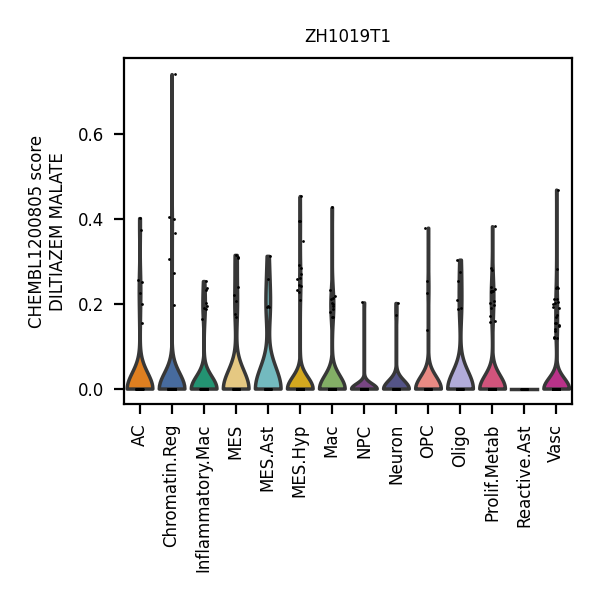 ZH1019T1
CHEMBL1200805 score
DILTIAZEM MALATE
0.6
0.4
0.2
0.0
AC
Chromatin.Reg
Inflammatory.Mac
MES
MES.Ast
MES.Hyp
Mac
NPC
Neuron
OPC
Oligo
Prolif.Metab
Reactive.Ast
Vasc